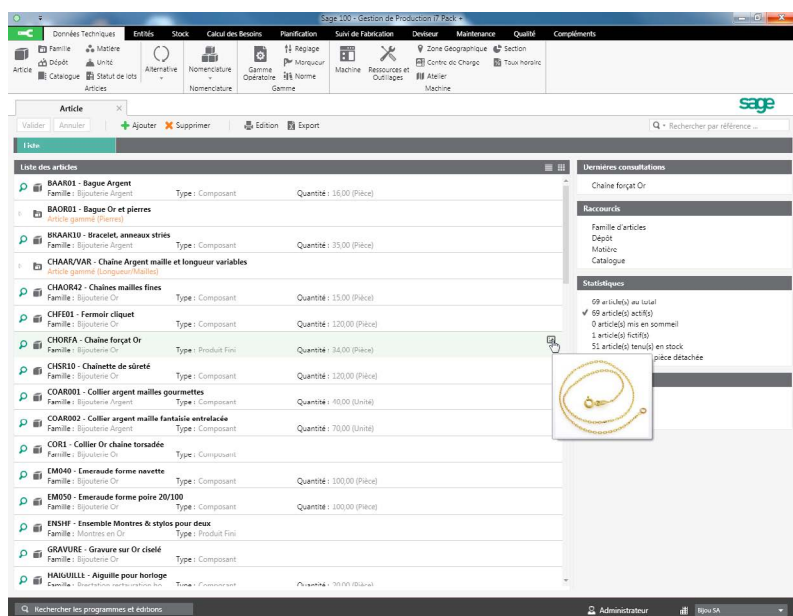 Sage 100 - Gestion de Production i7 Pack +
Données Techniques Entités Stock Calcul des Besoins Planification Suivi de Fabrication Deviseur Maintenance Qualité Compléments
Article
Famille
Dépôt
Catalogue
Matière
Unité
Statut de lots
Articles
Alternative
Nomenclature
Nomenclature
Gamme Opératoire
Réglage
Marqueur
Norme
Gamme
Machine
Ressources et Outillages
Zone Géographique
Centre de Charge
Atelier
Section
Taux horaire
Machine
Article
sage
Valider Annuler Ajouter Supprimer Edition Export
Rechercher par référence ...
Liste
Liste des articles
BAAR01 - Bague Argent
Famille : Bijouterie Argent Type : Composant Quantité : 16,00 (Pièce)
BAOR01 - Bague Or et pierres
Article gammé (Pierres)
BRAAR10 - Bracelet, anneaux striés
Famille : Bijouterie Argent Type : Composant Quantité : 35,00 (Pièce)
CHAAR/VAR - Chaîne Argent maille et longueur variables
Article gammé (Longueur/Mailles)
CHAOR42 - Chaînes mailles fines
Famille : Bijouterie Or Type : Composant Quantité : 15,00 (Pièce)
CHFE01 - Fermoir cliquet
Famille : Bijouterie Or Type : Composant Quantité : 120,00 (Pièce)
CHORFA - Chaîne forçat Or
Famille : Bijouterie Or Type : Produit Fini Quantité : 34,00 (Pièce)
CHSR10 - Chaînette de sûreté
Famille : Bijouterie Or Type : Composant Quantité : 120,00 (Pièce)
COAR001 - Collier argent mailles gourmettes
Famille : Bijouterie Argent Type : Composant Quantité : 40,00 (Unité)
COAR002 - Collier argent maille fantaisie entrelacée
Famille : Bijouterie Argent Type : Composant Quantité : 70,00 (Unité)
COR1 - Collier Or chaîne torsadée
Famille : Bijouterie Or Type : Composant
EM040 - Emeraude forme navette
Famille : Bijouterie Or Type : Composant Quantité : 100,00 (Pièce)
EM050 - Emeraude forme poire 20/100
Famille : Bijouterie Or Type : Composant Quantité : 100,00 (Pièce)
ENSHF - Ensemble Montres & stylos pour deux
Famille : Montres en Or Type : Produit Fini
GRAVURE - Gravure sur Or ciselé
Famille : Bijouterie Or Type : Composant
HAIGUILLE - Aiguille pour horloge
Famille : Prestation restauration ho Type : Composant Quantité : 20,00 (Pièce)
Dernières consultations
Chaîne forçat Or
Raccourcis
Famille d'articles
Dépôt
Matière
Catalogue
Statistiques
69 article(s) au total
69 article(s) actif(s)
0 article(s) mis en sommeil
1 article(s) fictif(s)
51 article(s) tenu(s) en stock
pièce détachée
Rechercher les programmes et éditions
Administrateur
Bijou SA